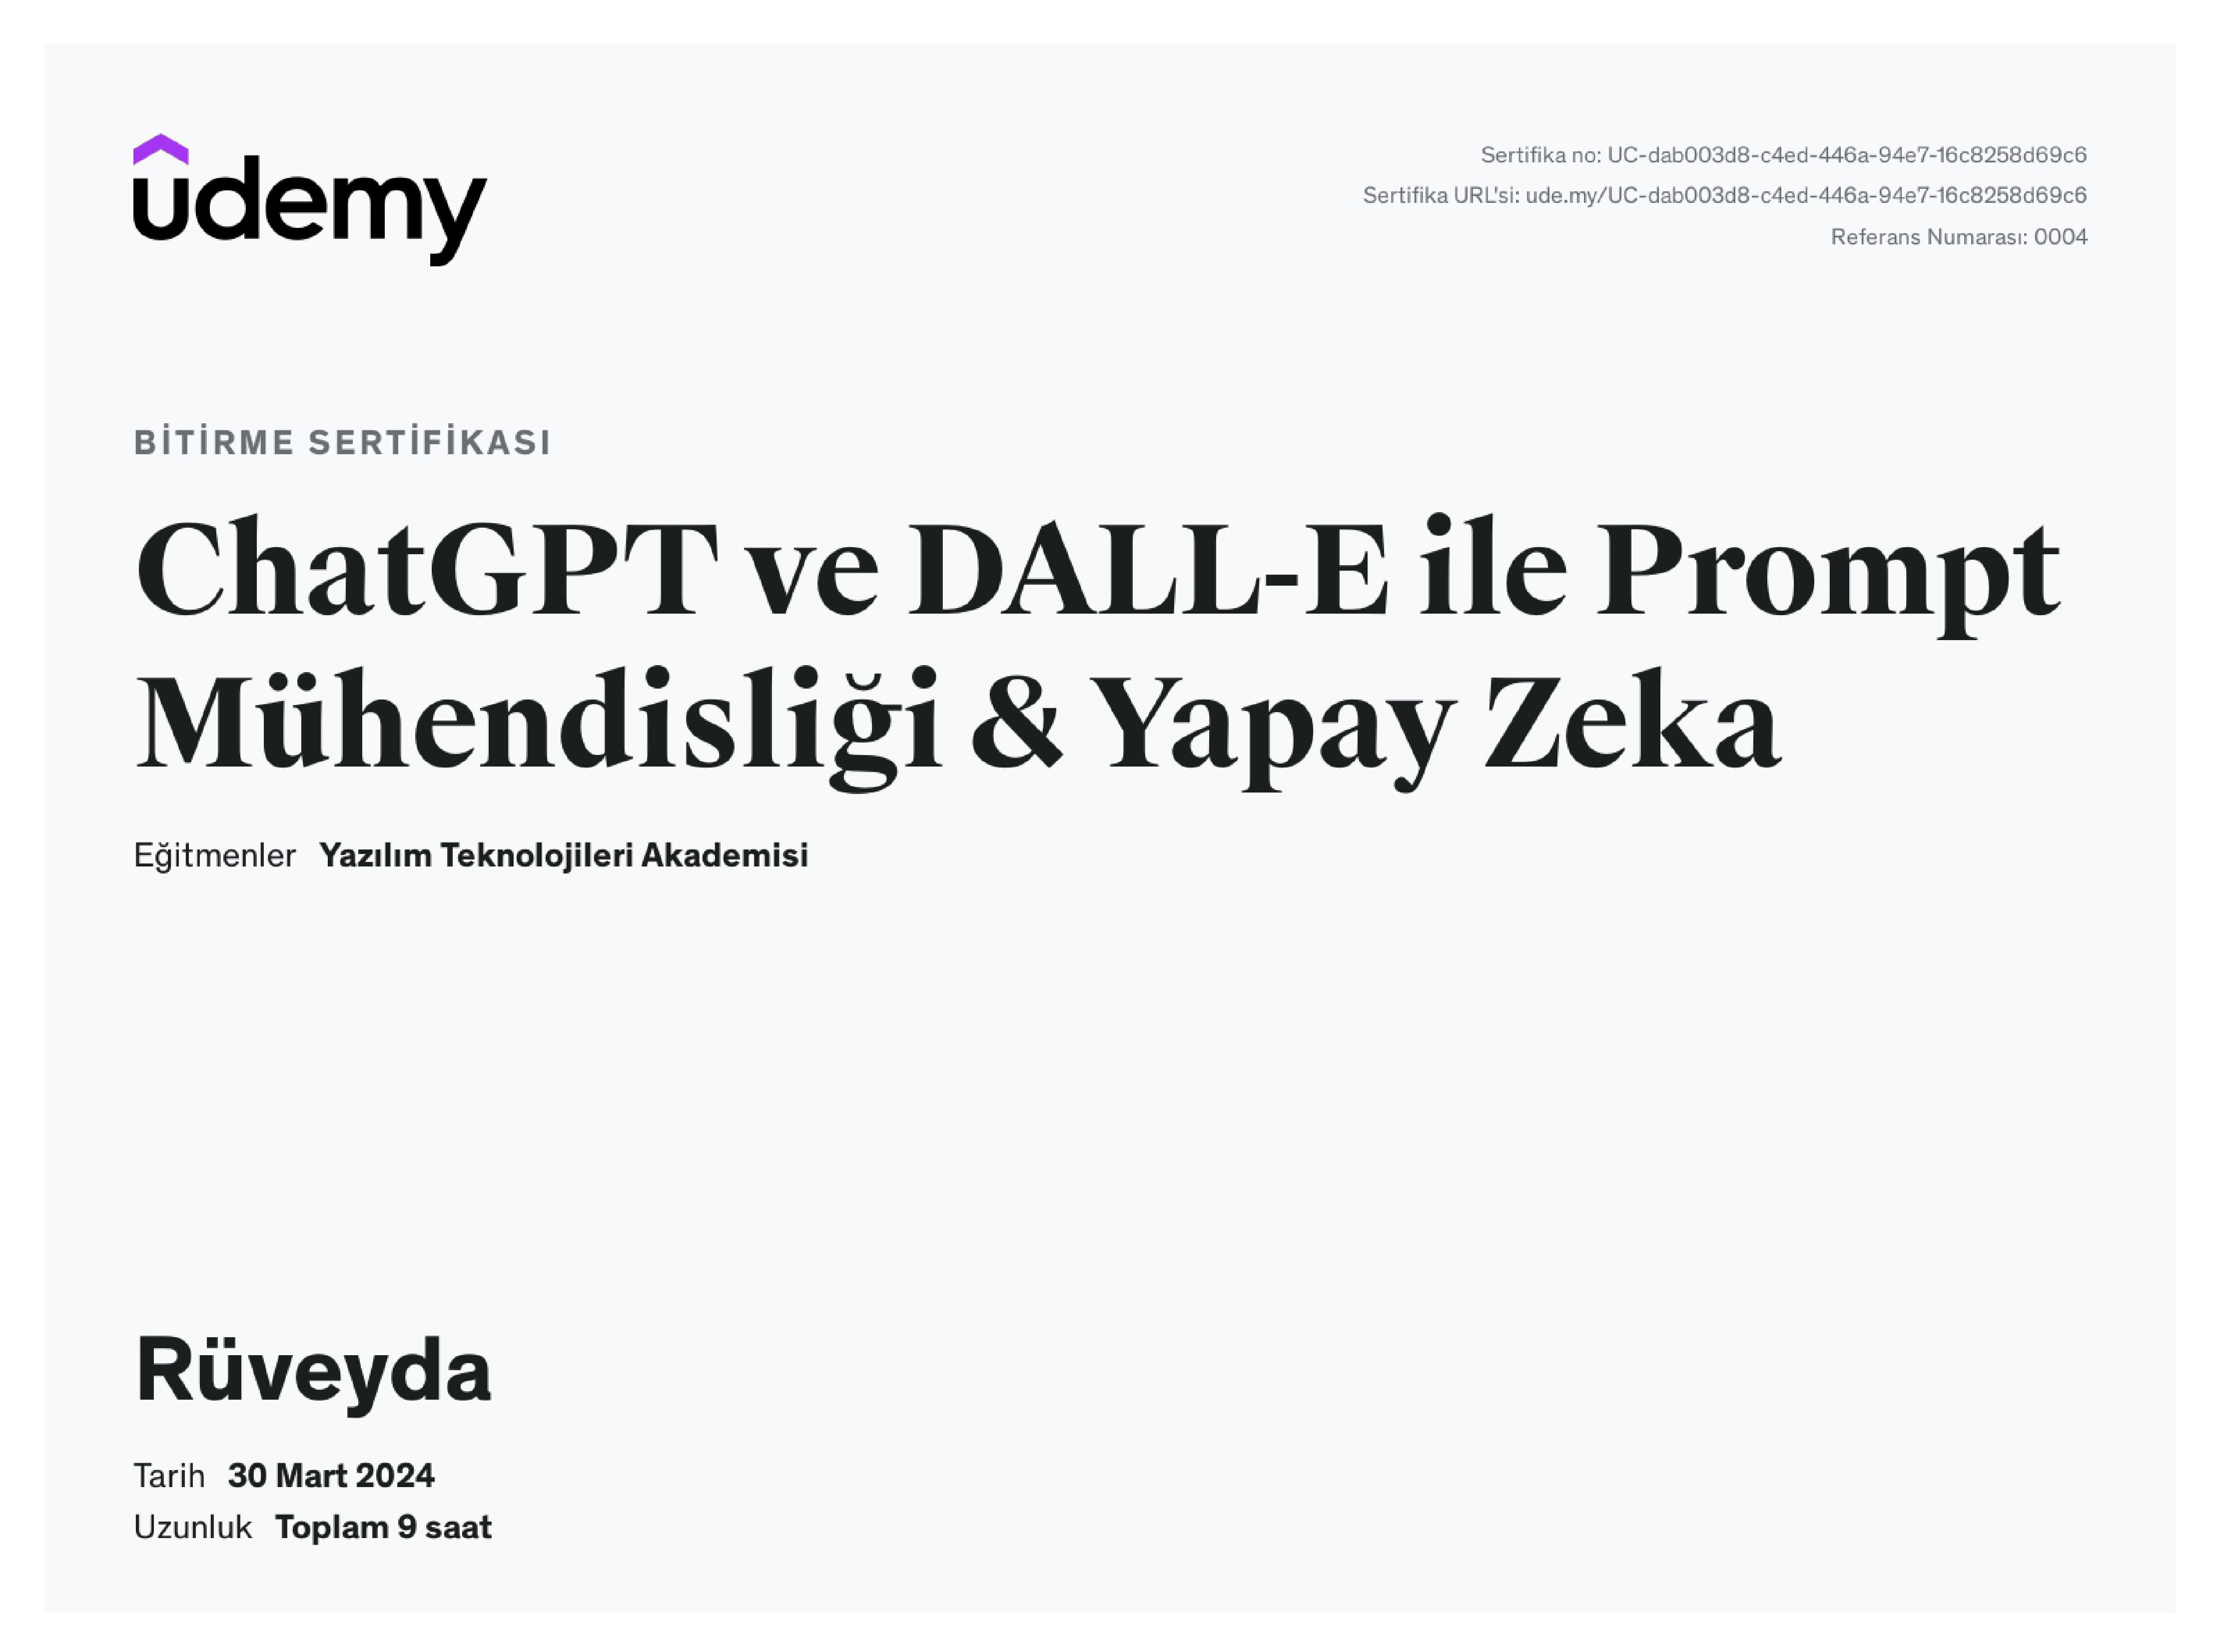 udemy
Sertifika no: UC-dab003d8-c4ed-446a-94e7-16c8258d69c6
Sertifika URL'si: ude.my/UC-dab003d8-c4ed-446a-94e7-16c8258d69c6
Referans Numarası: 0004
BİTİRME SERTİFİKASI
ChatGPT ve DALL-E ile Prompt
Mühendisliği & Yapay Zeka
Eğitmenler Yazılım Teknolojileri Akademisi
Rüveyda
Tarih 30 Mart 2024
Uzunluk Toplam 9 saat